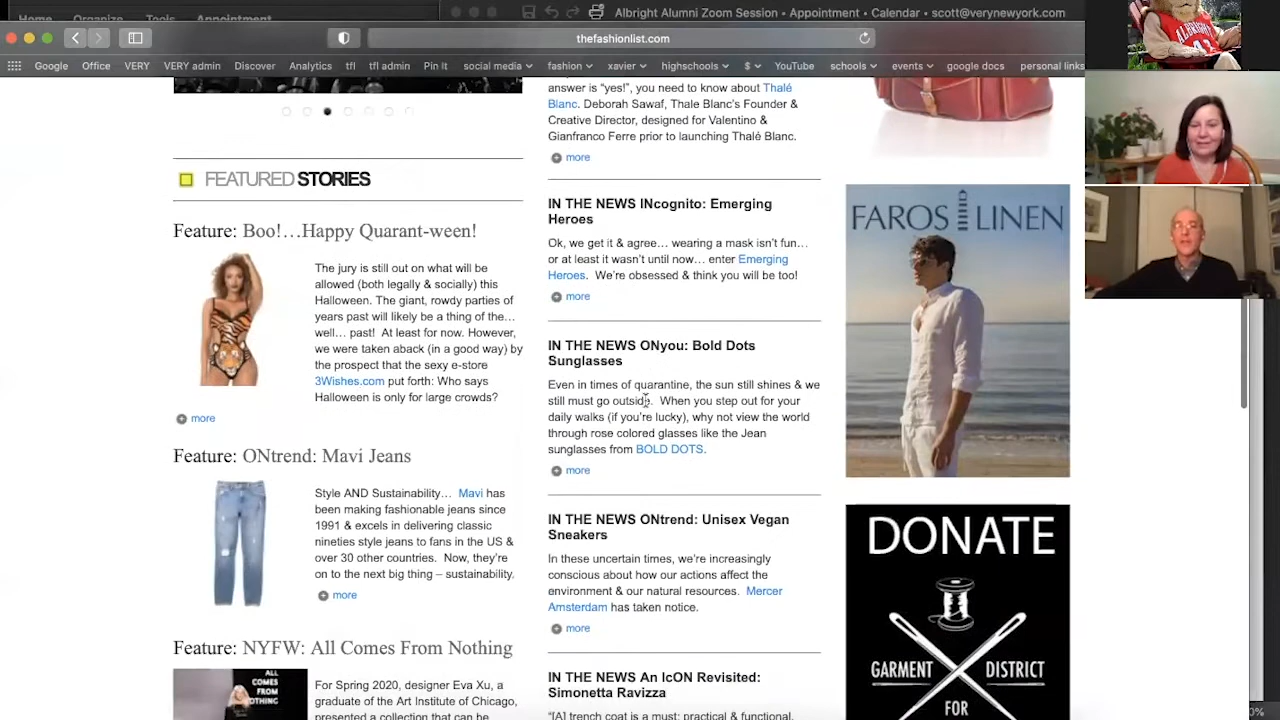 Home Organize Tools Appointment
Albright Alumni Zoom Session • Appointment • Calendar • scott@verynewyork.com
thefashionlist.com
Google Office VERY VERY admin Discover Analytics tfl tfl admin Pin It social media fashion xavier highschools $ YouTube schools events google docs personal links
FEATURED STORIES
Feature: Boo!…Happy Quarant-ween!
The jury is still out on what will be
allowed (both legally & socially) this
Halloween. The giant, rowdy parties of
years past will likely be a thing of the…
well… past! At least for now. However,
we were taken aback (in a good way) by
the prospect that the sexy e-store
3Wishes.com put forth: Who says
Halloween is only for large crowds?
more
Feature: ONtrend: Mavi Jeans
Style AND Sustainability… Mavi has
been making fashionable jeans since
1991 & excels in delivering classic
nineties style jeans to fans in the US &
over 30 other countries. Now, they're
on to the next big thing – sustainability.
more
Feature: NYFW: All Comes From Nothing
ALL
COMES
FROM
NOTHING
For Spring 2020, designer Eva Xu, a
graduate of the Art Institute of Chicago,
presented a collection that can be
answer is "yes!", you need to know about Thalé
Blanc. Deborah Sawaf, Thale Blanc's Founder &
Creative Director, designed for Valentino &
Gianfranco Ferre prior to launching Thalé Blanc.
more
IN THE NEWS INcognito: Emerging
Heroes
Ok, we get it & agree… wearing a mask isn't fun…
or at least it wasn't until now… enter Emerging
Heroes. We're obsessed & think you will be too!
more
IN THE NEWS ONyou: Bold Dots
Sunglasses
Even in times of quarantine, the sun still shines & we
still must go outside. When you step out for your
daily walks (if you're lucky), why not view the world
through rose colored glasses like the Jean
sunglasses from BOLD DOTS.
more
IN THE NEWS ONtrend: Unisex Vegan
Sneakers
In these uncertain times, we're increasingly
conscious about how our actions affect the
environment & our natural resources. Mercer
Amsterdam has taken notice.
more
IN THE NEWS An IcON Revisited:
Simonetta Ravizza
"[A] trench coat is a must: practical & functional,
FAROS LINEN
DONATE
GARMENT DISTRICT
FOR
ALBRIGHT